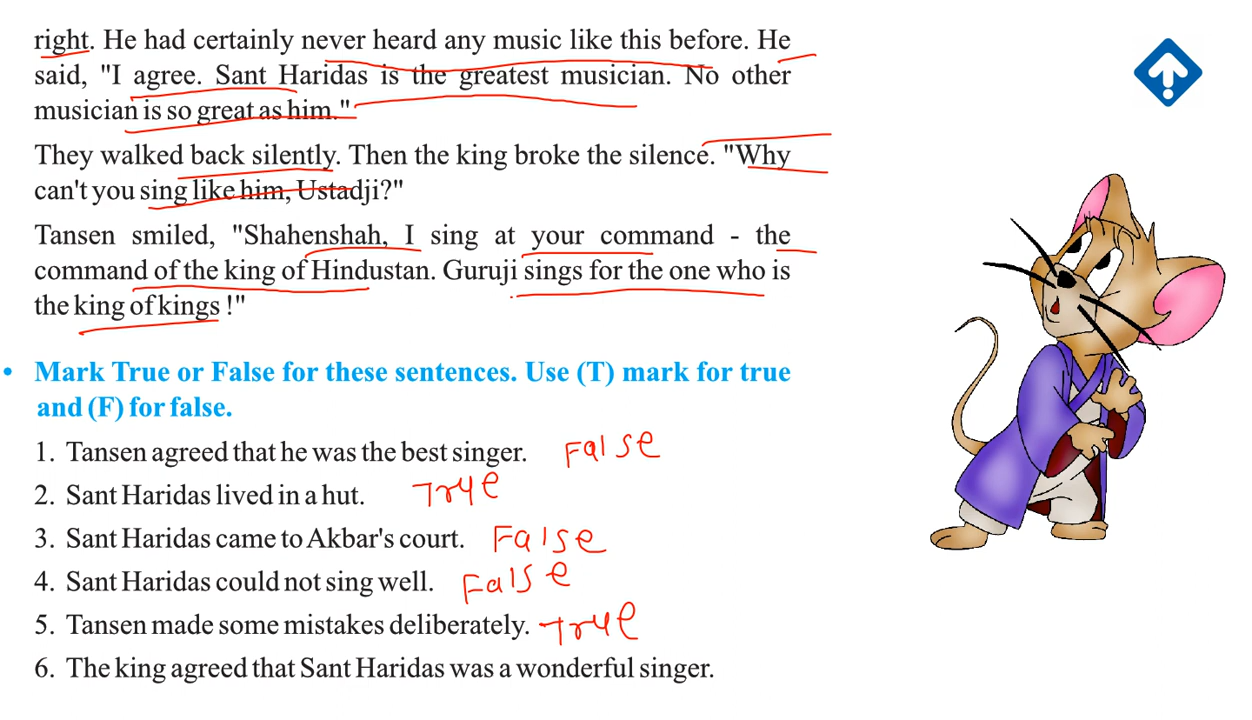 right. He had certainly never heard any music like this before. He
said, "I agree. Sant Haridas is the greatest musician. No other
musician is so great as him."
They walked back silently. Then the king broke the silence. "Why
can't you sing like him, Ustadji?"
Tansen smiled, "Shahenshah, I sing at your command - the
command of the king of Hindustan. Guruji sings for the one who is
the king of kings !"
• Mark True or False for these sentences. Use (T) mark for true
and (F) for false.
1. Tansen agreed that he was the best singer. False
2. Sant Haridas lived in a hut. True
3. Sant Haridas came to Akbar's court. False
4. Sant Haridas could not sing well. False
5. Tansen made some mistakes deliberately. True
6. The king agreed that Sant Haridas was a wonderful singer.